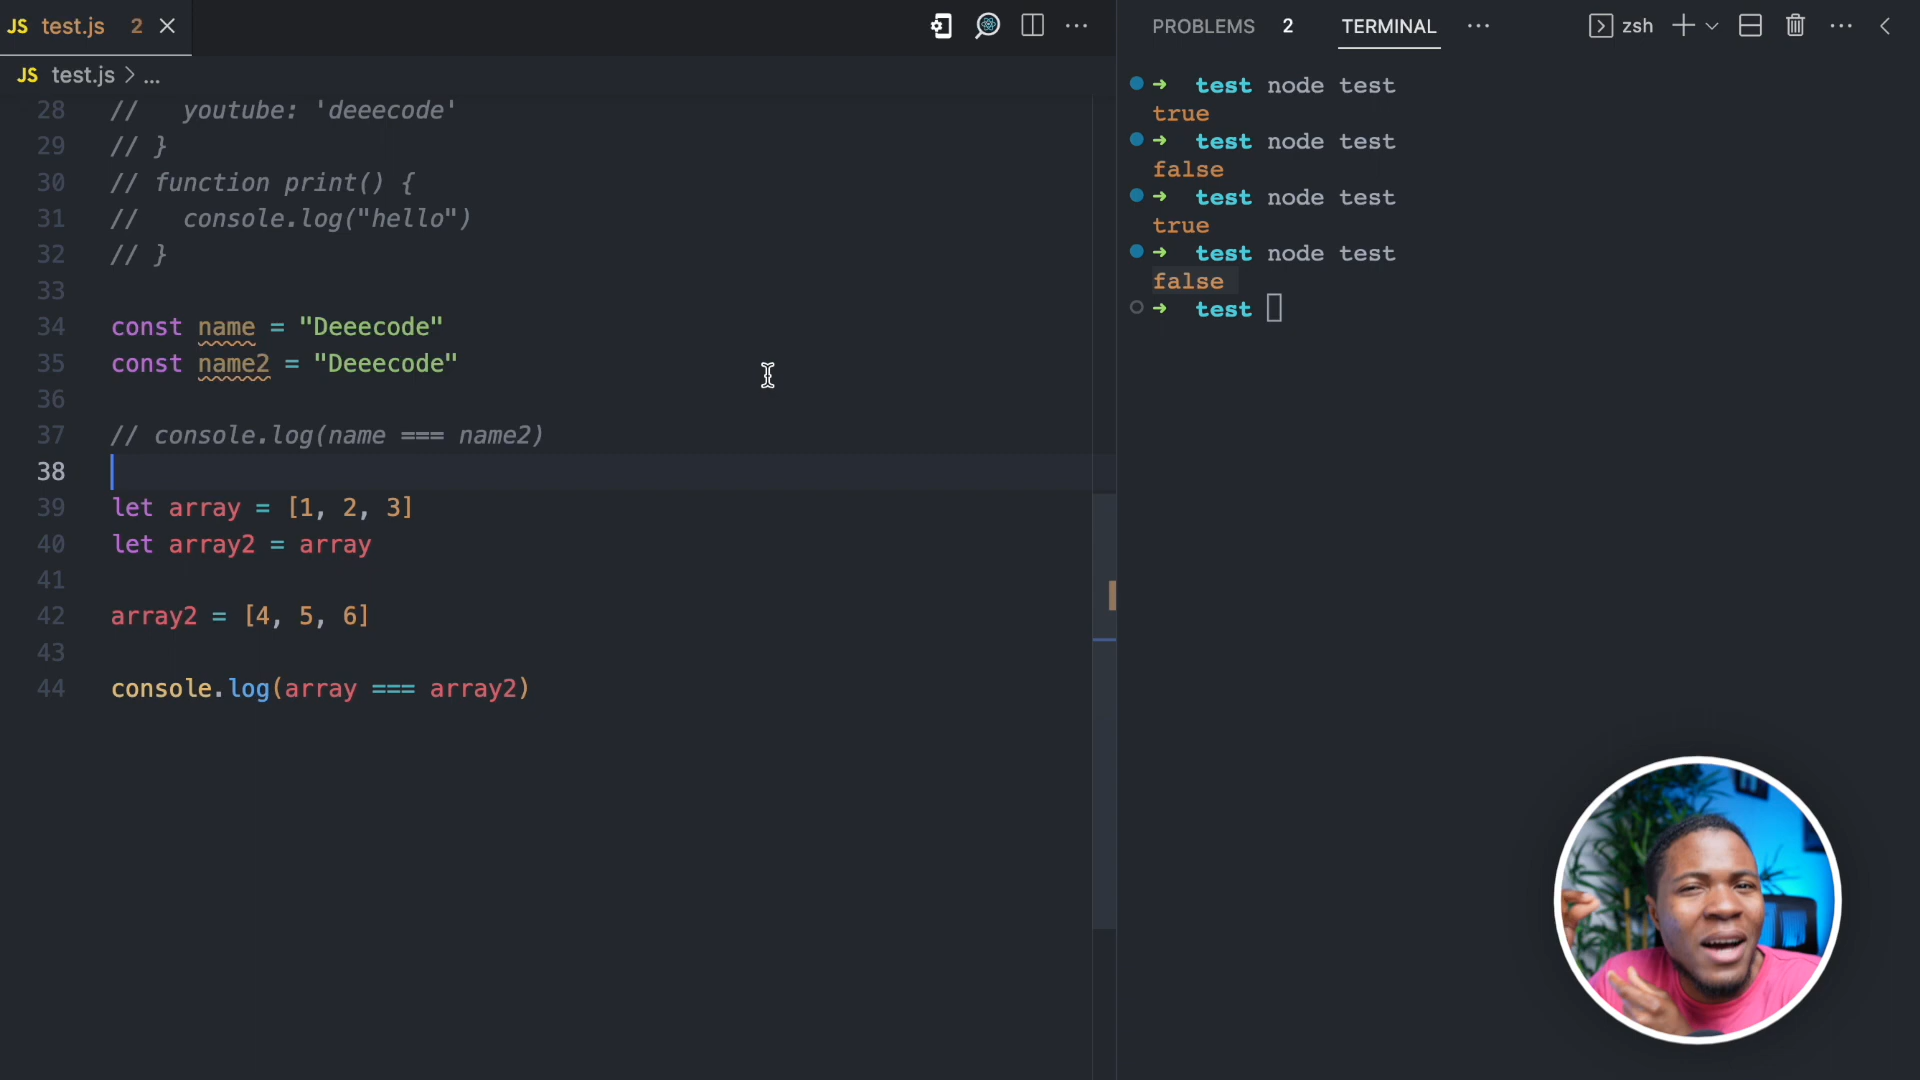 JS test.js 2
JS test.js > ...
28 //   youtube: 'deeecode'
29 // }
30 // function print() {
31 //   console.log("hello")
32 // }
33
34 const name = "Deeecode"
35 const name2 = "Deeecode"
36
37 // console.log(name === name2)
38
39 let array = [1, 2, 3]
40 let array2 = array
41
42 array2 = [4, 5, 6]
43
44 console.log(array === array2)
PROBLEMS 2 TERMINAL ... zsh
➜ test node test
true
➜ test node test
false
➜ test node test
true
➜ test node test
false
➜ test